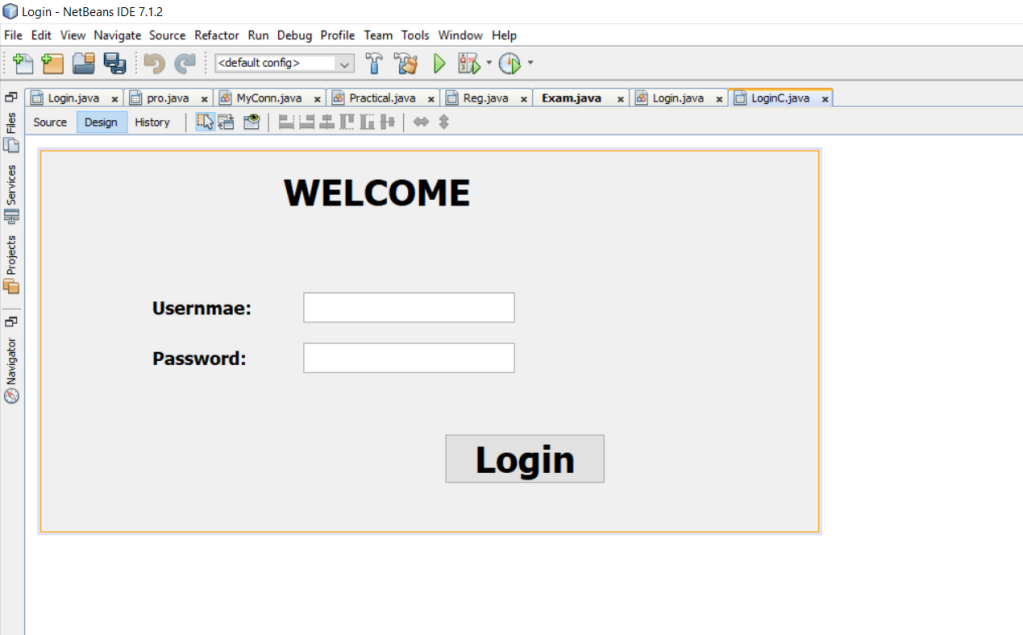 Login - NetBeans IDE 7.1.2
File Edit View Navigate Source Refactor Run Debug Profile Team Tools Window Help
<default config>
Login.java x pro.java x MyConn.java x Practical.java x Reg.java x Exam.java x Login.java x LoginC.java x
Source Design History
Files
Services
Projects
Navigator
WELCOME
Usernmae:
Password:
Login